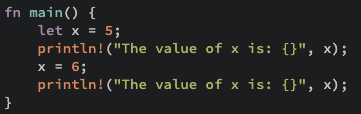 fn main() {
    let x = 5;
    println!("The value of x is: {}", x);
    x = 6;
    println!("The value of x is: {}", x);
}